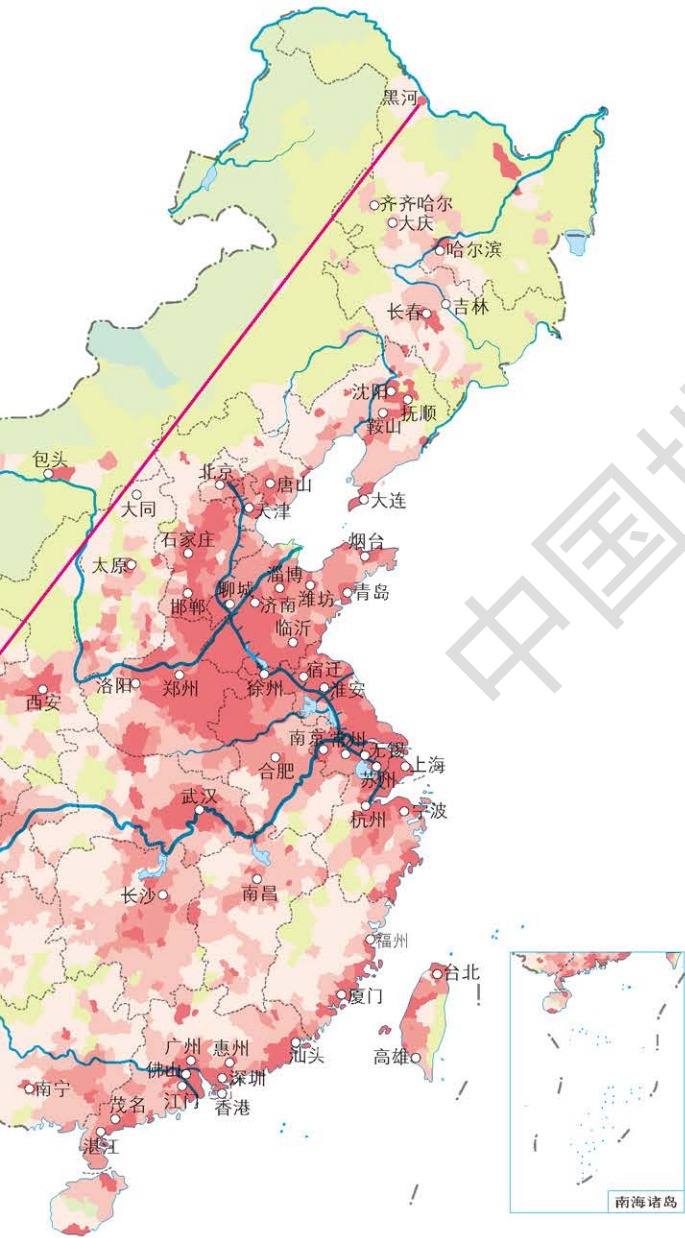 黑河
齐齐哈尔
大庆
哈尔滨
吉林
长春
沈阳
抚顺
鞍山
包头
北京
唐山
大同
天津
大连
石家庄
烟台
太原
淄博
聊城
潍坊
青岛
邯郸
济南
临沂
宿迁
洛阳
郑州
徐州
淮安
西安
南京
常州
无锡
合肥
上海
苏州
武汉
杭州
宁波
长沙
南昌
福州
台北
厦门
广州
惠州
汕头
高雄
佛山
深圳
南宁
江门
香港
茂名
湛江
南海诸岛
中国地